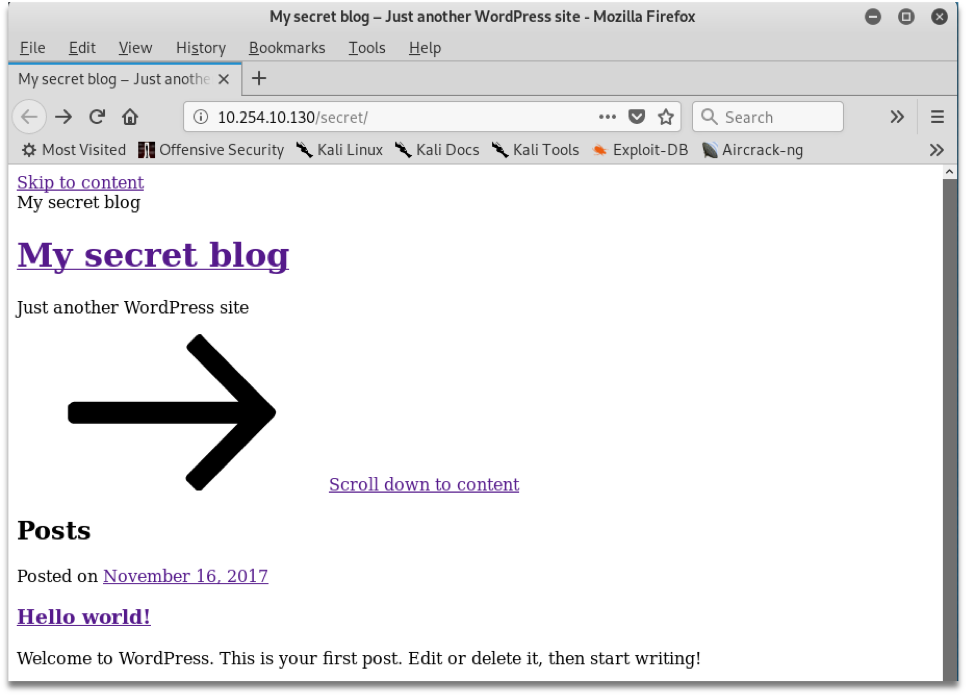 My secret blog – Just another WordPress site - Mozilla Firefox
File Edit View History Bookmarks Tools Help
My secret blog – Just anothe
10.254.10.130/secret/ Search
Most Visited Offensive Security Kali Linux Kali Docs Kali Tools Exploit-DB Aircrack-ng
Skip to content
My secret blog
My secret blog
Just another WordPress site
Scroll down to content
Posts
Posted on November 16, 2017
Hello world!
Welcome to WordPress. This is your first post. Edit or delete it, then start writing!